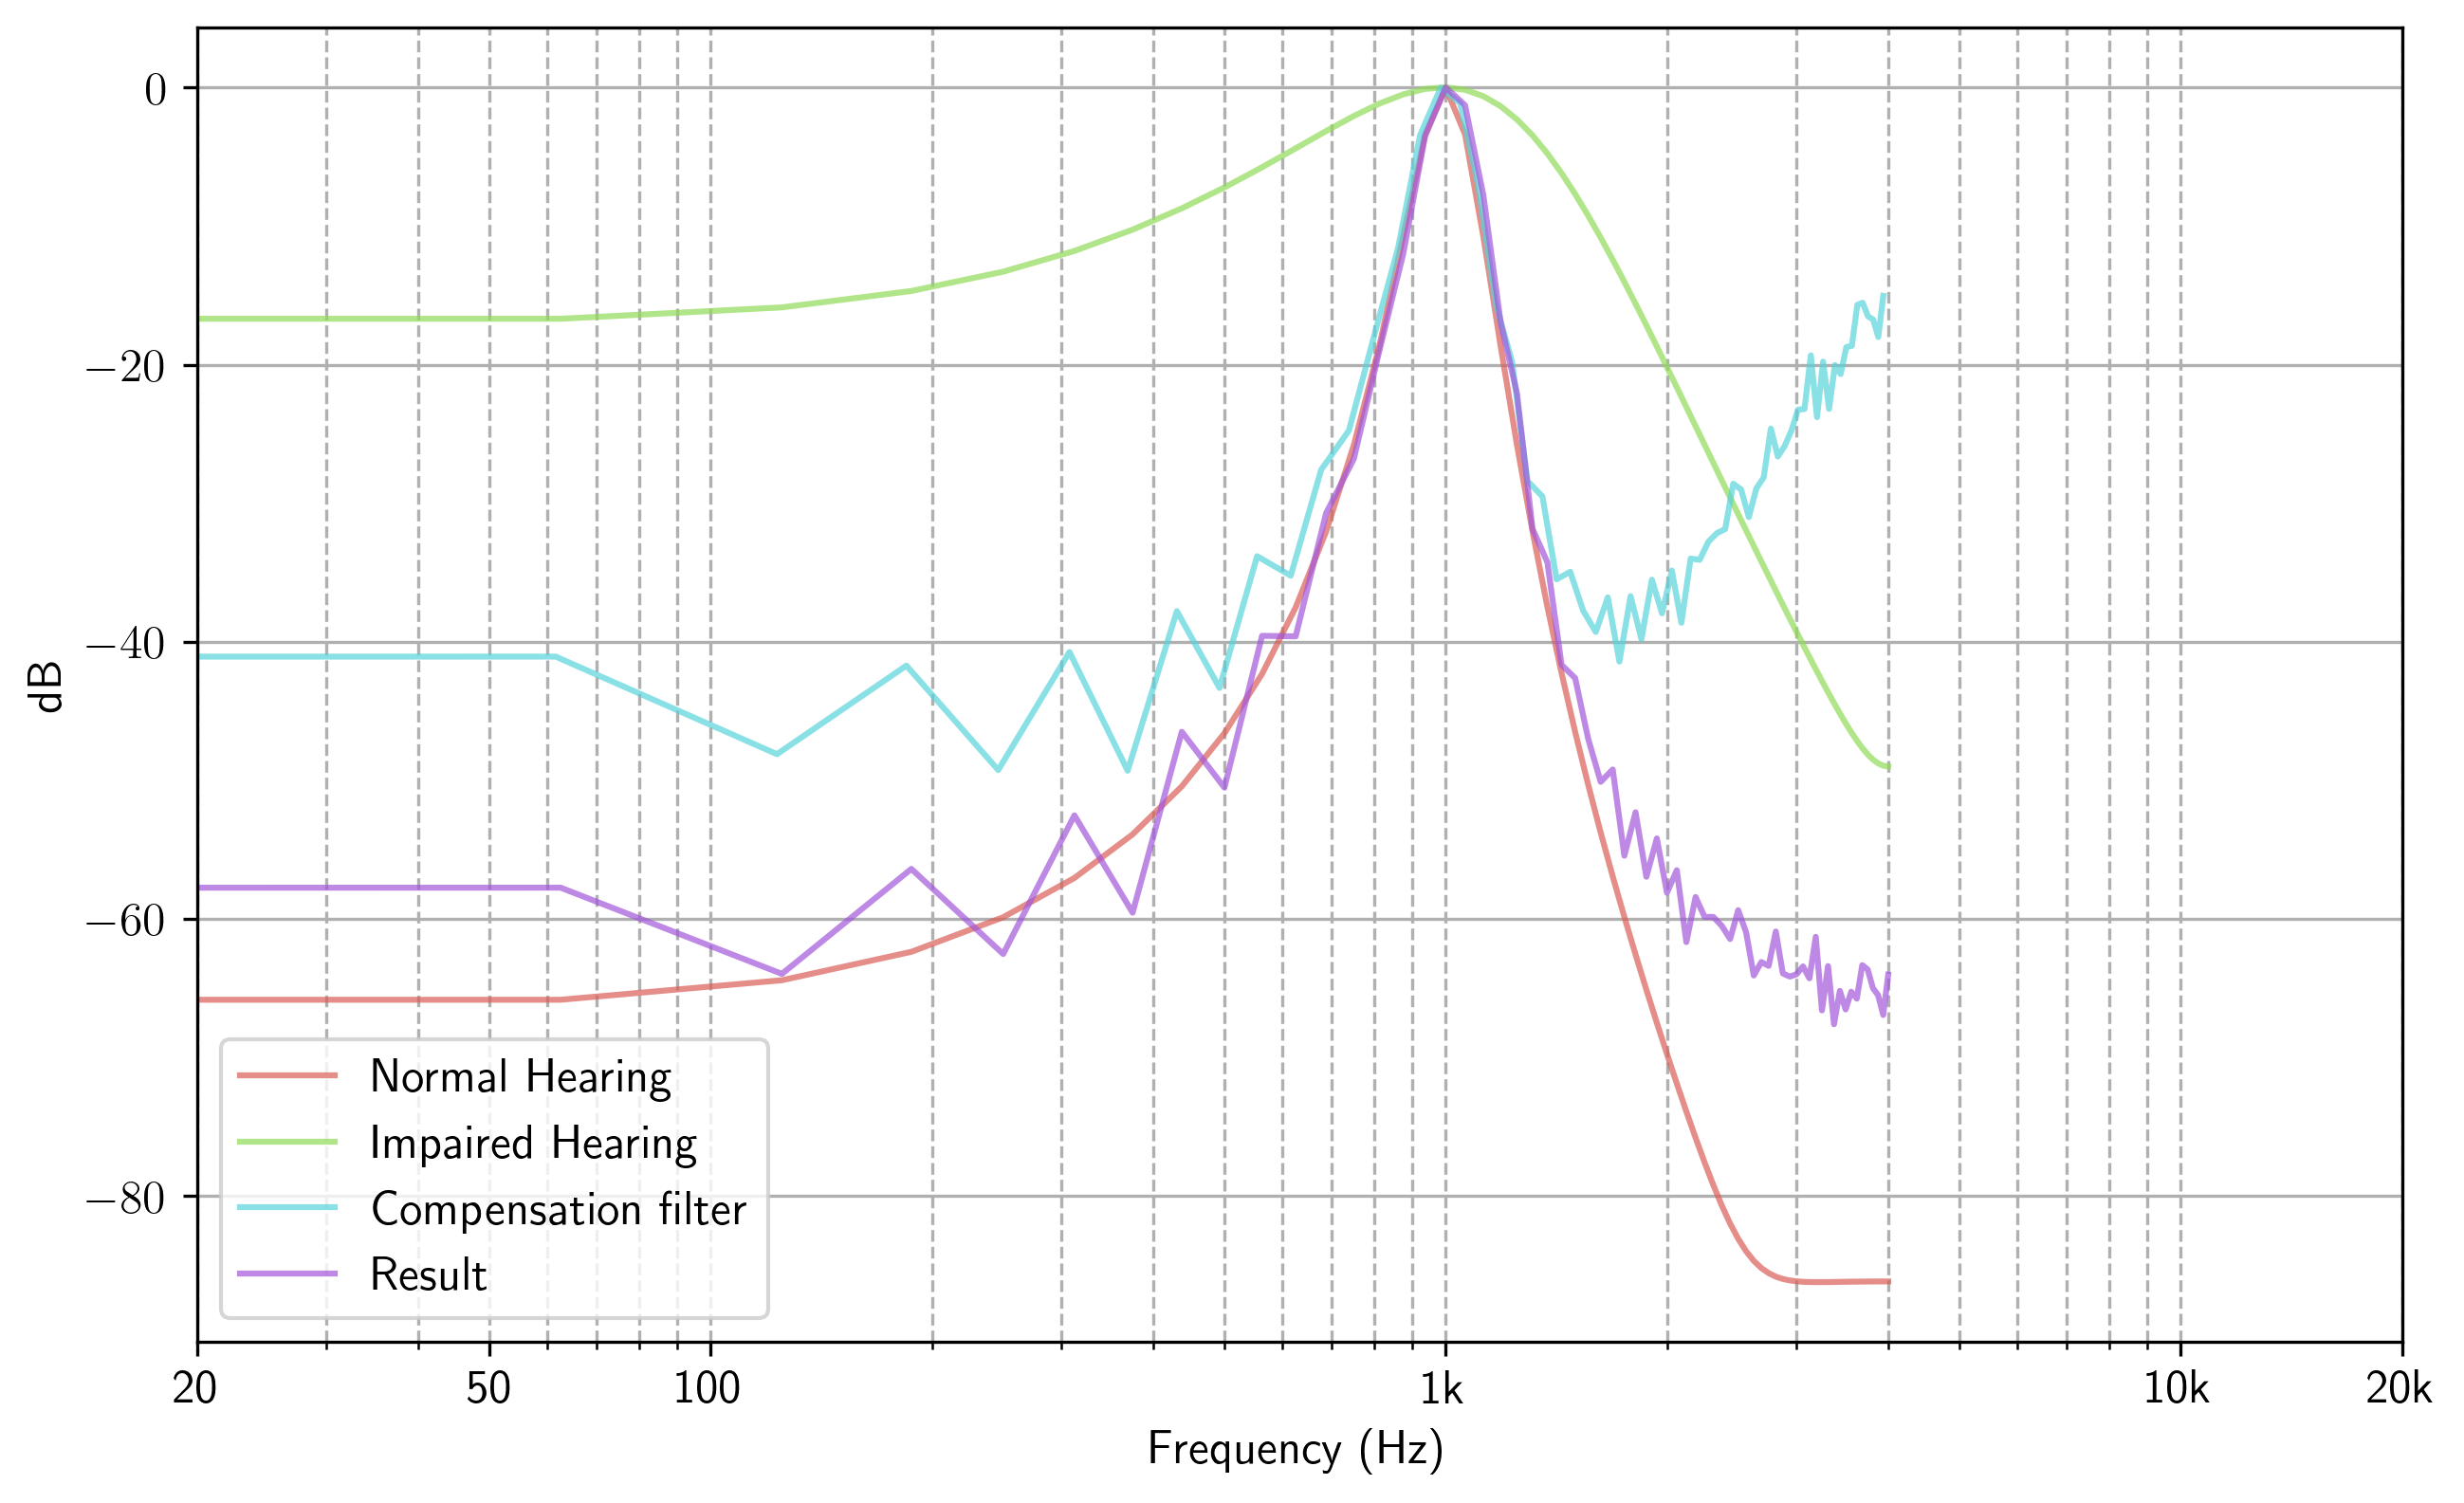 0
−20
−40
−60
−80
dB
Normal Hearing
Impaired Hearing
Compensation filter
Result
20 50 100 1k 10k 20k
Frequency (Hz)